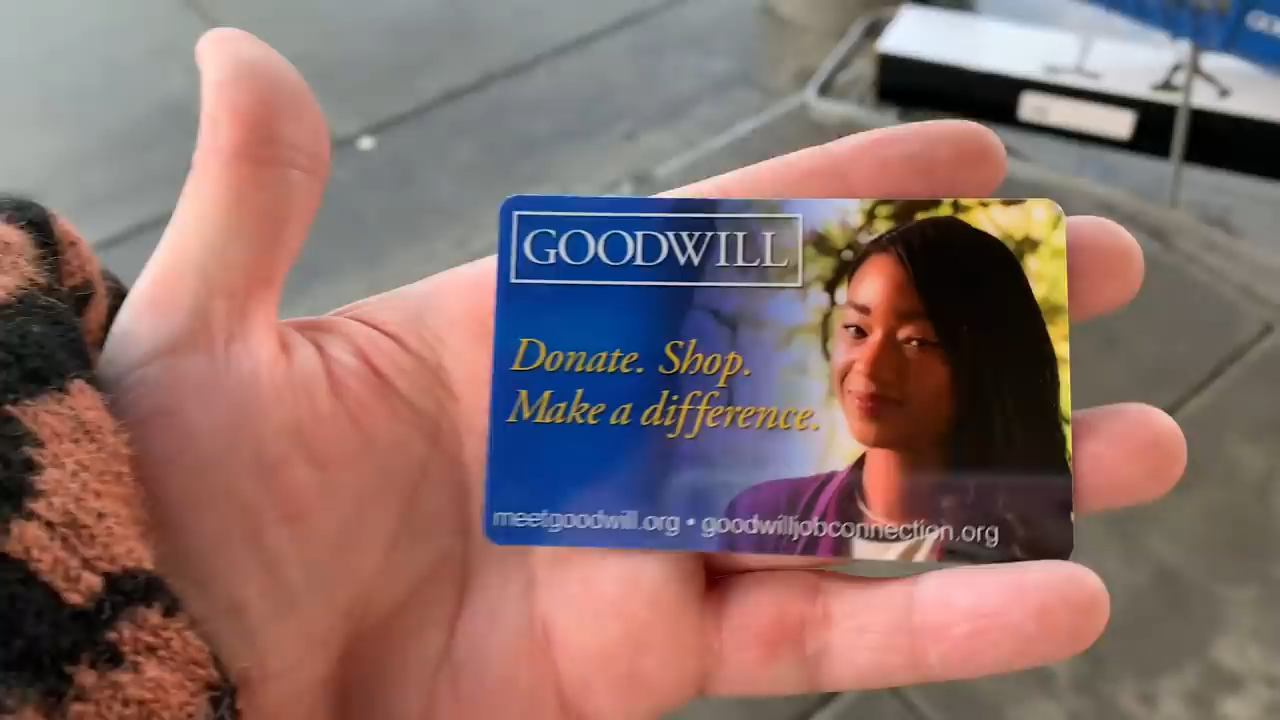 GOODWILL
Donate. Shop.
Make a difference.
meetgoodwill.org • goodwilljobconnection.org